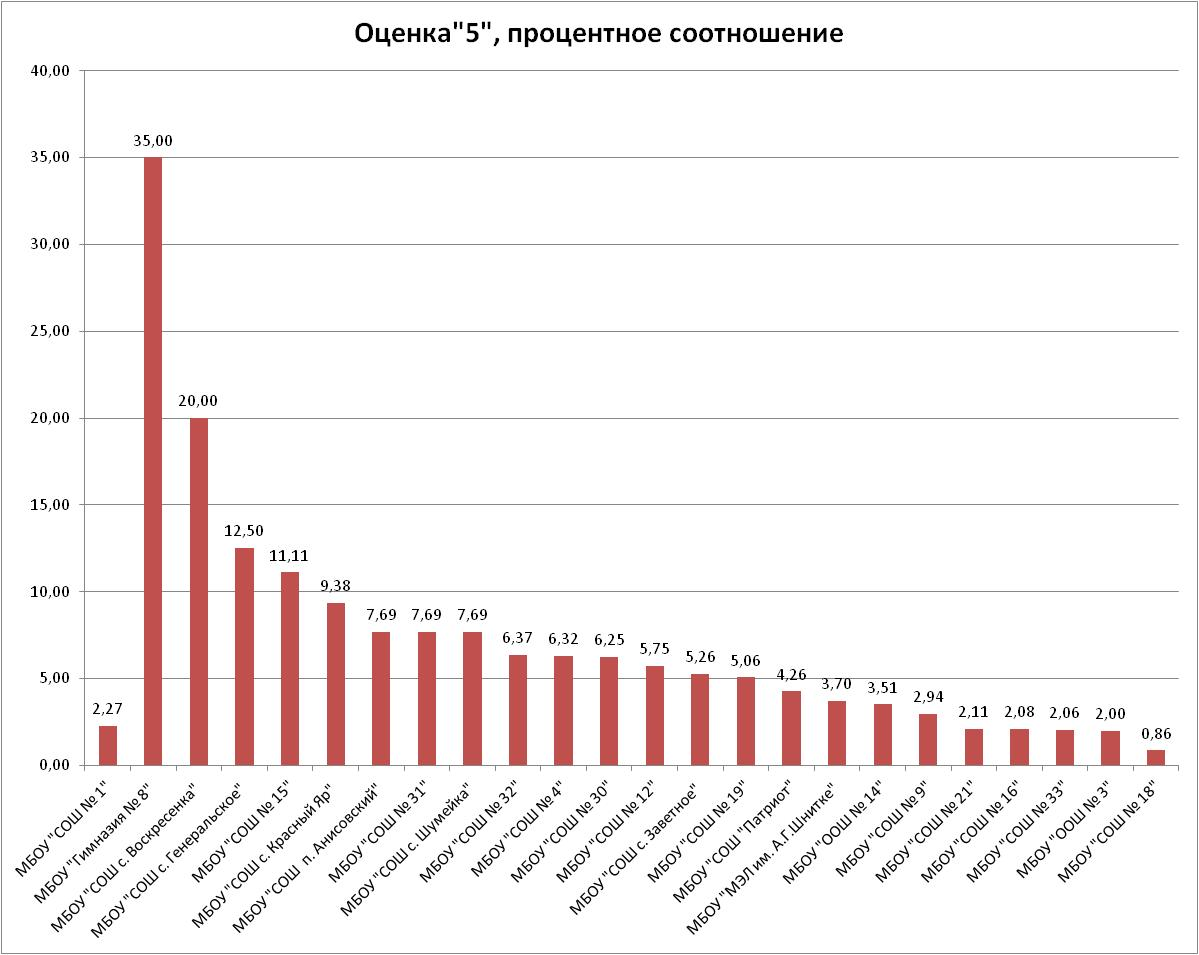 Оценка"5", процентное соотношение
40,00
35,00
30,00
25,00
20,00
15,00
10,00
5,00
0,00
2,27
35,00
20,00
12,50
11,11
9,38
7,69
7,69
7,69
6,37
6,32
6,25
5,75
5,26
5,06
4,26
3,70
3,51
2,94
2,11
2,08
2,06
2,00
0,86
МБОУ "СОШ № 1"
МБОУ "Гимназия № 8"
МБОУ "СОШ с. Воскресенка"
МБОУ "СОШ с. Генеральское"
МБОУ "СОШ № 15"
МБОУ "СОШ с. Красный Яр"
МБОУ "СОШ  п. Анисовский"
МБОУ "СОШ № 31"
МБОУ "СОШ с. Шумейка"
МБОУ "СОШ № 32"
МБОУ "СОШ № 4"
МБОУ "СОШ № 30"
МБОУ "СОШ № 12"
МБОУ "СОШ с. Заветное"
МБОУ "СОШ № 19"
МБОУ "СОШ "Патриот"
МБОУ "МЭЛ им. А.Г.Шнитке"
МБОУ "ООШ № 14"
МБОУ "СОШ № 9"
МБОУ "СОШ № 21"
МБОУ "СОШ № 16"
МБОУ "СОШ № 33"
МБОУ "ООШ № 3"
МБОУ "СОШ № 18"